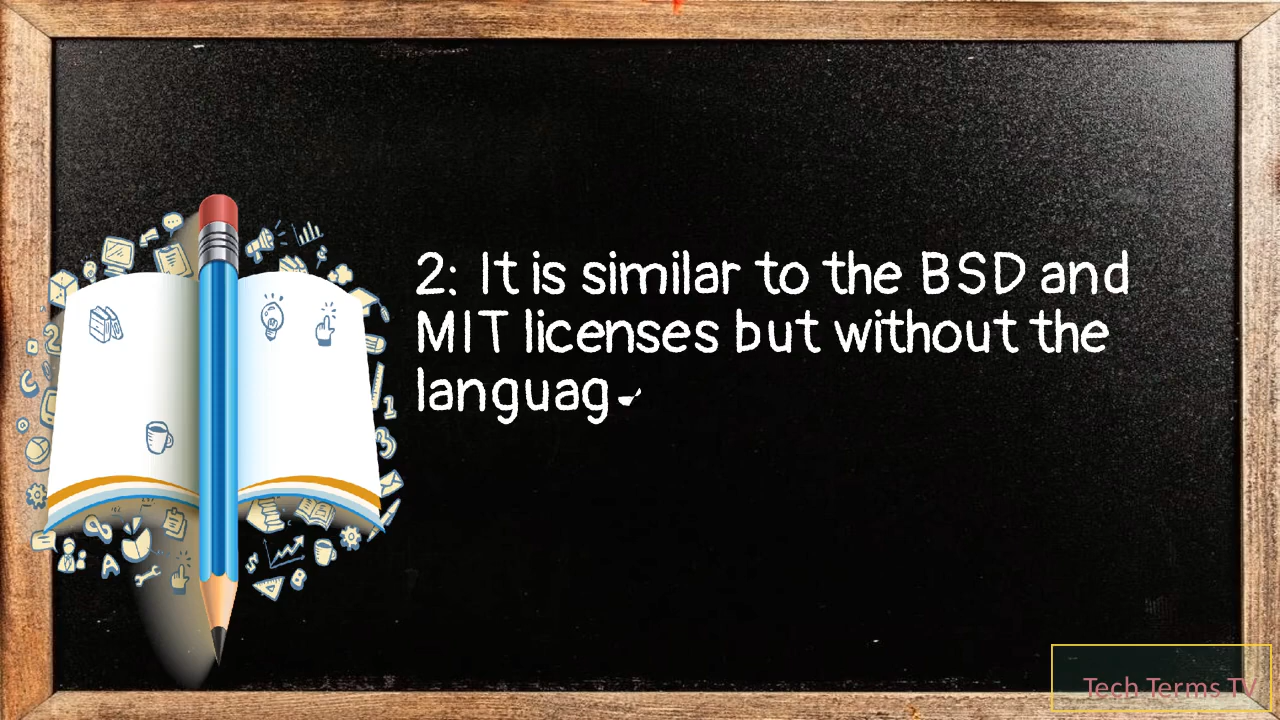 2: It is similar to the BSD and
MIT licenses but without the
languag
Tech Terms TV